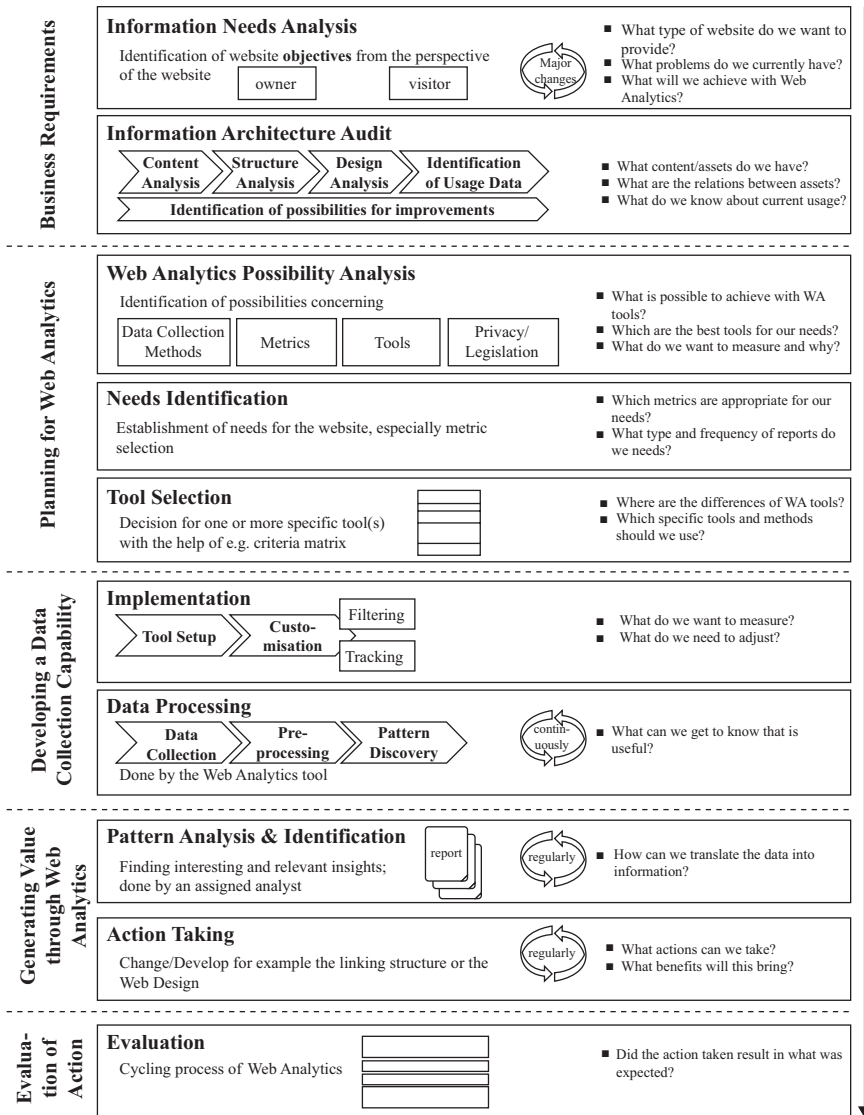 Business Requirements
Information Needs Analysis
Identification of website objectives from the perspective
of the website
owner
visitor
Major
changes
■ What type of website do we want to
provide?
■ What problems do we currently have?
■ What will we achieve with Web
Analytics?
Information Architecture Audit
Content
Analysis
Structure
Analysis
Design
Analysis
Identification
of Usage Data
Identification of possibilities for improvements
■ What content/assets do we have?
■ What are the relations between assets?
■ What do we know about current usage?
Planning for Web Analytics
Web Analytics Possibility Analysis
Identification of possibilities concerning
Data Collection
Methods
Metrics
Tools
Privacy/
Legislation
■ What is possible to achieve with WA
tools?
■ Which are the best tools for our needs?
■ What do we want to measure and why?
Needs Identification
Establishment of needs for the website, especially metric
selection
■ Which metrics are appropriate for our
needs?
■ What type and frequency of reports do
we needs?
Tool Selection
Decision for one or more specific tool(s)
with the help of e.g. criteria matrix
■ Where are the differences of WA tools?
■ Which specific tools and methods
should we use?
Developing a Data
Collection Capability
Implementation
Tool Setup
Custo-
misation
Filtering
Tracking
■ What do we want to measure?
■ What do we need to adjust?
Data Processing
Data
Collection
Pre-
processing
Pattern
Discovery
Done by the Web Analytics tool
contin-
uously
■ What can we get to know that is
useful?
Generating Value
through Web
Analytics
Pattern Analysis & Identification
Finding interesting and relevant insights;
done by an assigned analyst
report
regularly
■ How can we translate the data into
information?
Action Taking
Change/Develop for example the linking structure or the
Web Design
regularly
■ What actions can we take?
■ What benefits will this bring?
Evalua-
tion of
Action
Evaluation
Cycling process of Web Analytics
■ Did the action taken result in what was
expected?